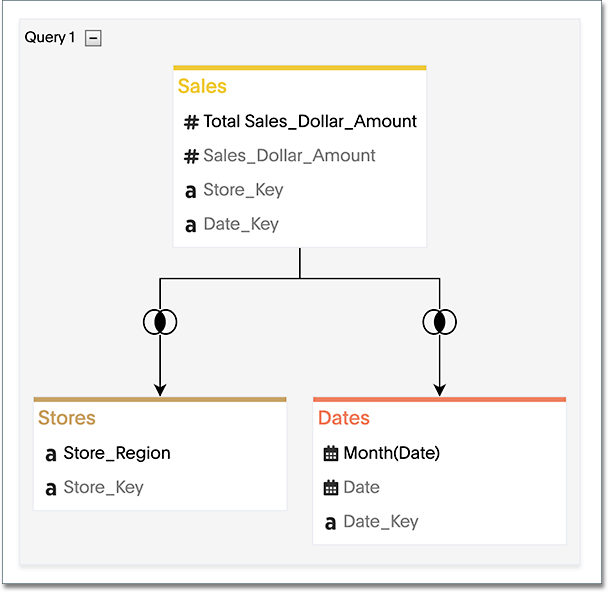 Query 1
Sales
# Total Sales_Dollar_Amount
# Sales_Dollar_Amount
a Store_Key
a Date_Key
Stores
a Store_Region
a Store_Key
Dates
Month(Date)
Date
a Date_Key